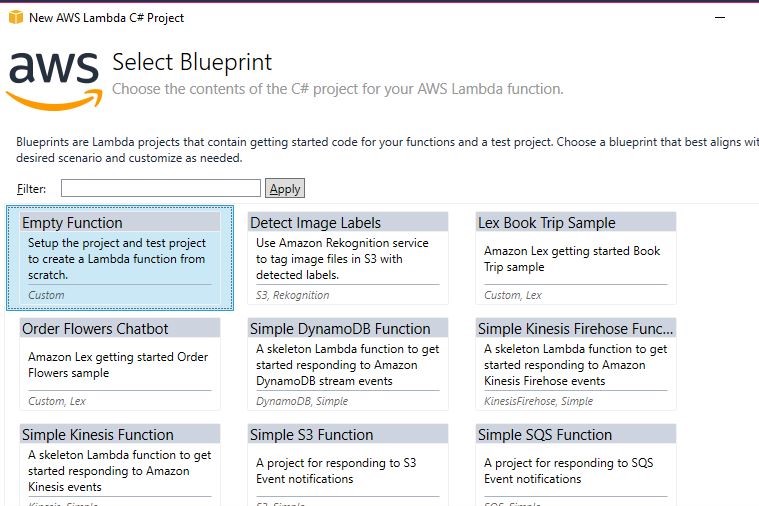 New AWS Lambda C# Project
aws
Select Blueprint
Choose the contents of the C# project for your AWS Lambda function.
Blueprints are Lambda projects that contain getting started code for your functions and a test project. Choose a blueprint that best aligns
desired scenario and customize as needed.
Filter:
Apply
Empty Function
Setup the project and test project
to create a Lambda function from
scratch.
Custom
Detect Image Labels
Use Amazon Rekognition service
to tag image files in S3 with
detected labels.
S3, Rekognition
Lex Book Trip Sample
Amazon Lex getting started Book
Trip sample
Custom, Lex
Order Flowers Chatbot
Amazon Lex getting started Order
Flowers sample
Custom, Lex
Simple DynamoDB Function
A skeleton Lambda function to get
started responding to Amazon
DynamoDB stream events
DynamoDB, Simple
Simple Kinesis Firehose Func...
A skeleton Lambda function to get
started responding to Amazon
Kinesis Firehose events
KinesisFirehose, Simple
Simple Kinesis Function
A skeleton Lambda function to get
started responding to Amazon
Kinesis events
Simple S3 Function
A project for responding to S3
Event notifications
Simple SQS Function
A project for responding to SQS
Event notifications